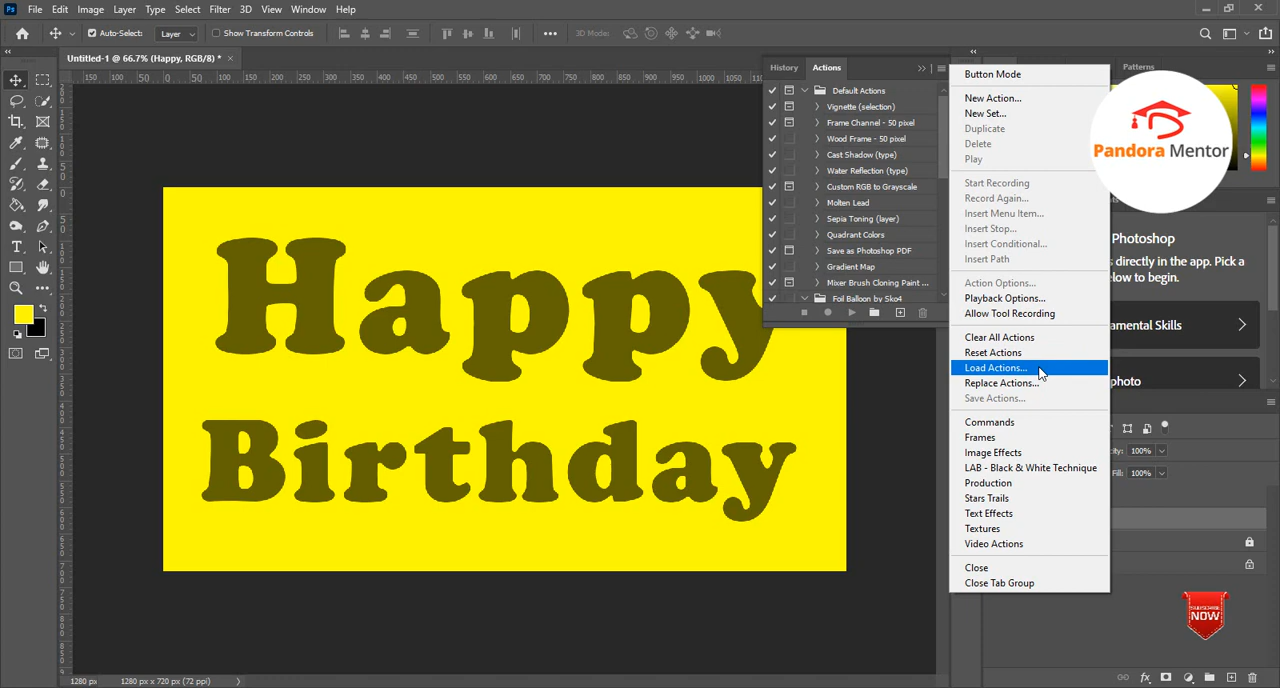 Ps File Edit Image Layer Type Select Filter 3D View Window Help
Auto-Select: Layer Show Transform Controls 3D Mode:
Untitled-1 @ 66.7% (Happy, RGB/8) *
History Actions
Default Actions
Vignette (selection)
Frame Channel - 50 pixel
Wood Frame - 50 pixel
Cast Shadow (type)
Water Reflection (type)
Custom RGB to Grayscale
Molten Lead
Sepia Toning (layer)
Quadrant Colors
Save as Photoshop PDF
Gradient Map
Mixer Brush Cloning Paint ...
Foil Balloon by Sko4
Button Mode
New Action...
New Set...
Duplicate
Delete
Play
Start Recording
Record Again...
Insert Menu Item...
Insert Stop...
Insert Conditional...
Insert Path
Action Options...
Playback Options...
Allow Tool Recording
Clear All Actions
Reset Actions
Load Actions...
Replace Actions...
Save Actions...
Commands
Frames
Image Effects
LAB - Black & White Technique
Production
Stars Trails
Text Effects
Textures
Video Actions
Close
Close Tab Group
Patterns
Pandora Mentor
Photoshop
directly in the app. Pick a
elow to begin.
amental Skills
photo
100%
Fill: 100%
Happy
Birthday
SUBSCRIBE
NOW
1280 px 1280 px x 720 px (72 ppi)